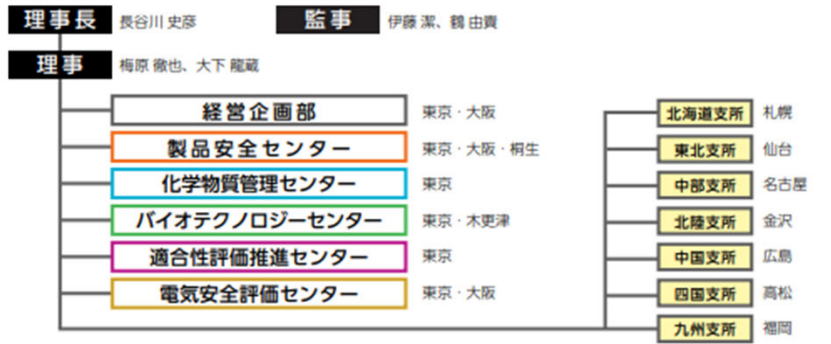 理事長 長谷川 史彦 監事 伊藤 潔、鶴 由貴
理事 梅原 徹也、大下 龍蔵
経営企画部 東京・大阪
製品安全センター 東京・大阪・桐生
化学物質管理センター 東京
バイオテクノロジーセンター 東京・木更津
適合性評価推進センター 東京
電気安全評価センター 東京・大阪
北海道支所 札幌
東北支所 仙台
中部支所 名古屋
北陸支所 金沢
中国支所 広島
四国支所 高松
九州支所 福岡